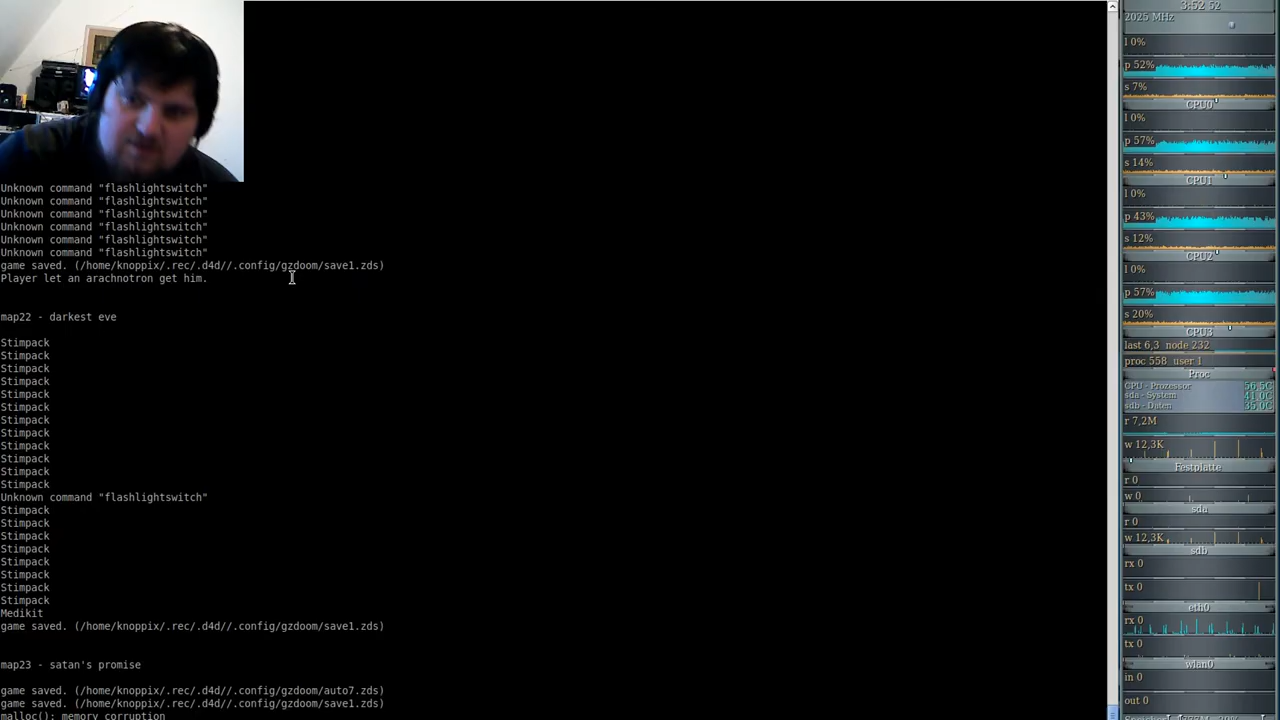 Unknown command "flashlightswitch"
Unknown command "flashlightswitch"
Unknown command "flashlightswitch"
Unknown command "flashlightswitch"
Unknown command "flashlightswitch"
Unknown command "flashlightswitch"
game saved. (/home/knoppix/.rec/.d4d//.config/gzdoom/save1.zds)
Player let an arachnotron get him.
map22 - darkest eve
Stimpack
Stimpack
Stimpack
Stimpack
Stimpack
Stimpack
Stimpack
Stimpack
Stimpack
Stimpack
Stimpack
Stimpack
Unknown command "flashlightswitch"
Stimpack
Stimpack
Stimpack
Stimpack
Stimpack
Stimpack
Stimpack
Stimpack
Medikit
game saved. (/home/knoppix/.rec/.d4d//.config/gzdoom/save1.zds)
map23 - satan's promise
game saved. (/home/knoppix/.rec/.d4d//.config/gzdoom/auto7.zds)
game saved. (/home/knoppix/.rec/.d4d//.config/gzdoom/save1.zds)
malloc(): memory corruption
3:52 52
2025 MHz
l 0%
p 52%
s 7%
CPU0
l 0%
p 57%
s 14%
CPU1
l 0%
p 43%
s 12%
CPU2
l 0%
p 57%
s 20%
CPU3
last 6,3 node 232
proc 558 user 1
Proc
CPU - Prozessor 56.5C
sda - System 41.0C
sdb - Daten 35.0C
r 7,2M
w 12,3K
Festplatte
r 0
w 0
sda
r 0
w 12,3K
sdb
rx 0
tx 0
eth0
rx 0
tx 0
wlan0
in 0
out 0